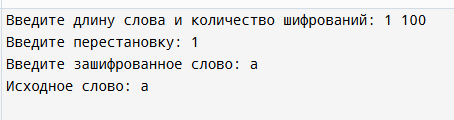 Введите длину слова и количество шифрований: 1 100
Введите перестановку: 1
Введите зашифрованное слово: a
Исходное слово: a